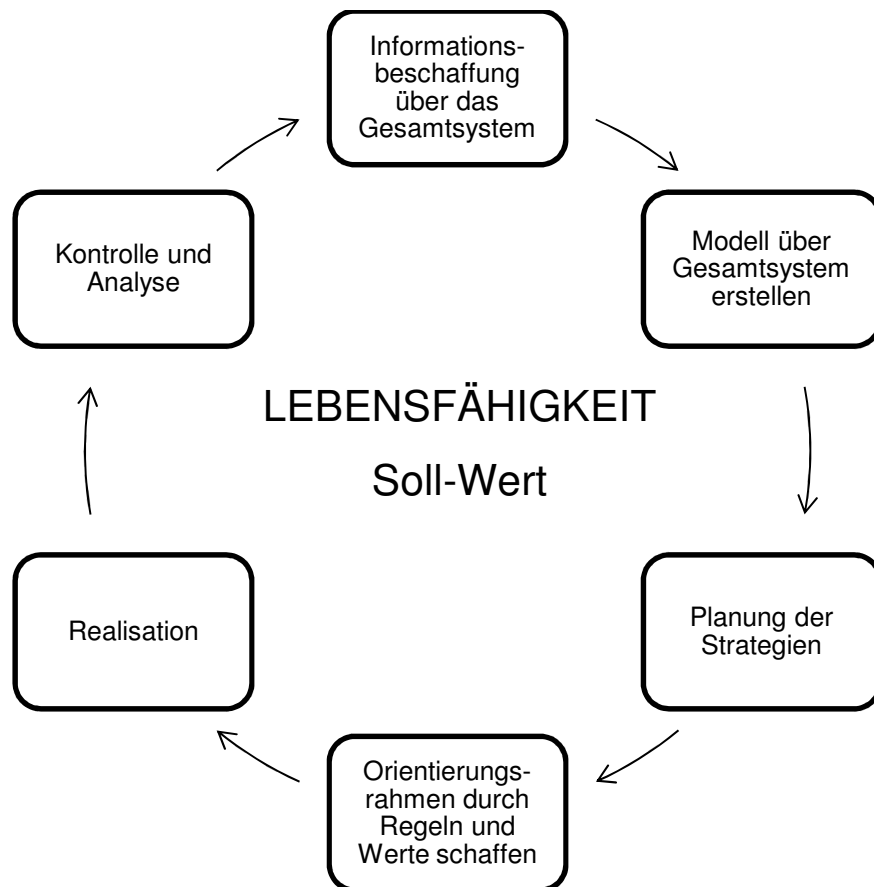 Informations-
beschaffung
über das
Gesamtsystem
Modell über
Gesamtsystem
erstellen
Planung der
Strategien
Orientierungs-
rahmen durch
Regeln und
Werte schaffen
Realisation
Kontrolle und
Analyse
LEBENSFÄHIGKEIT
Soll-Wert